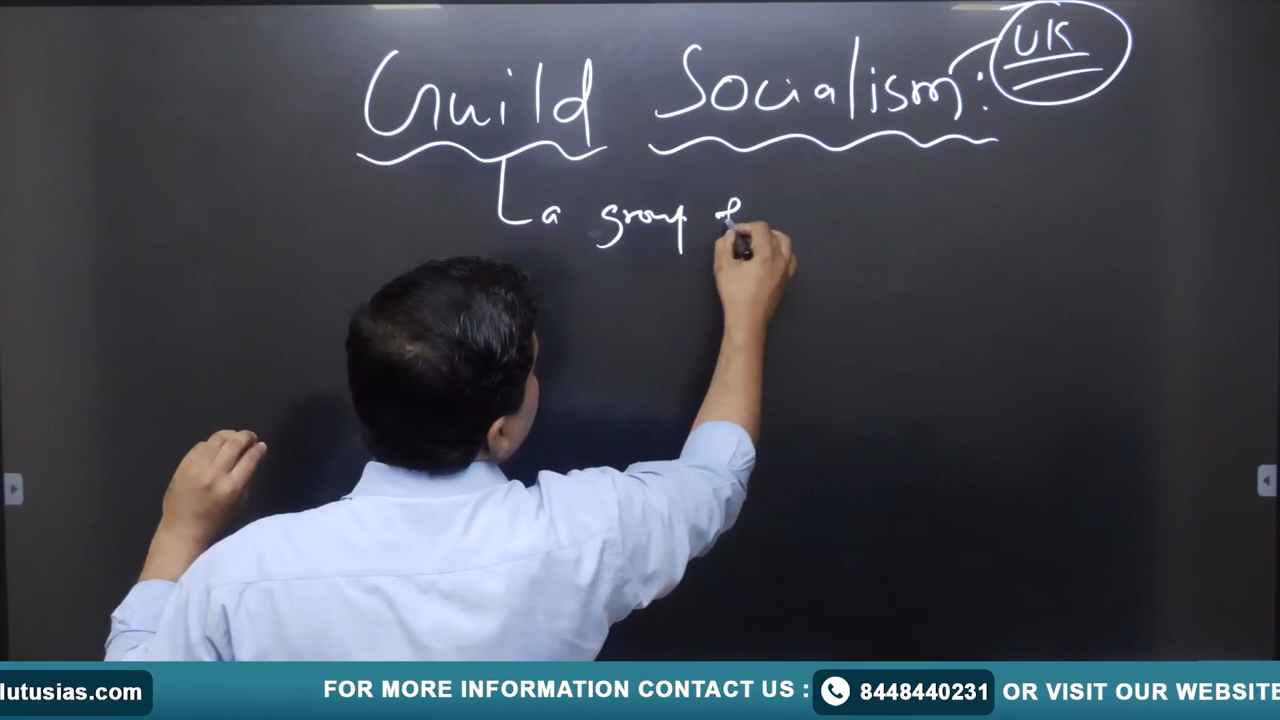 Guild Socialism : UK
a group of
lutusias.com FOR MORE INFORMATION CONTACT US : 8448440231 OR VISIT OUR WEBSITE